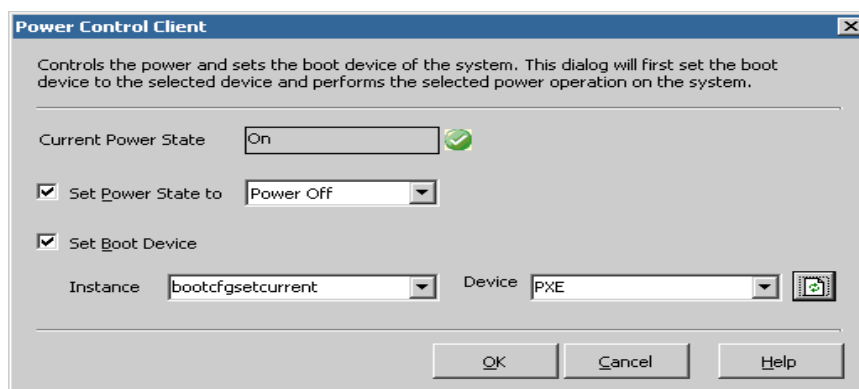 Power Control Client
Controls the power and sets the boot device of the system. This dialog will first set the boot
device to the selected device and performs the selected power operation on the system.
Current Power State On
Set Power State to Power Off
Set Boot Device
Instance bootcfgsetcurrent Device PXE
OK Cancel Help